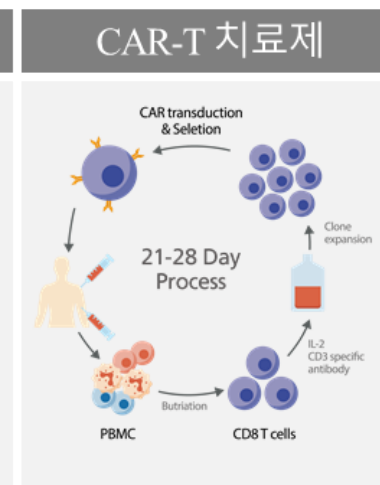 CAR-T 치료제
CAR transduction
& Seletion
Clone
expansion
21-28 Day
Process
IL-2
CD3 specific
antibody
Butriation
PBMC
CD8 T cells